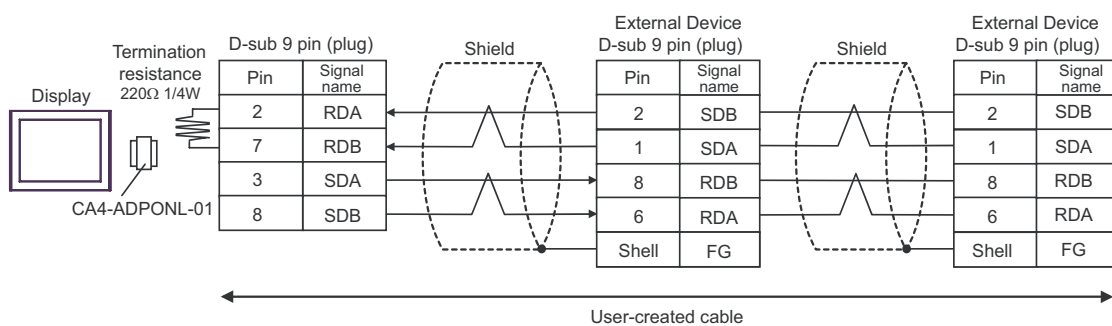 External Device
External Device
D-sub 9 pin (plug)
Shield
D-sub 9 pin (plug)
Shield
D-sub 9 pin (plug)
Termination
resistance
220Ω 1/4W
Display
CA4-ADPONL-01
Pin Signal name
2 RDA
7 RDB
3 SDA
8 SDB
Pin Signal name
2 SDB
1 SDA
8 RDB
6 RDA
Shell FG
Pin Signal name
2 SDB
1 SDA
8 RDB
6 RDA
Shell FG
User-created cable